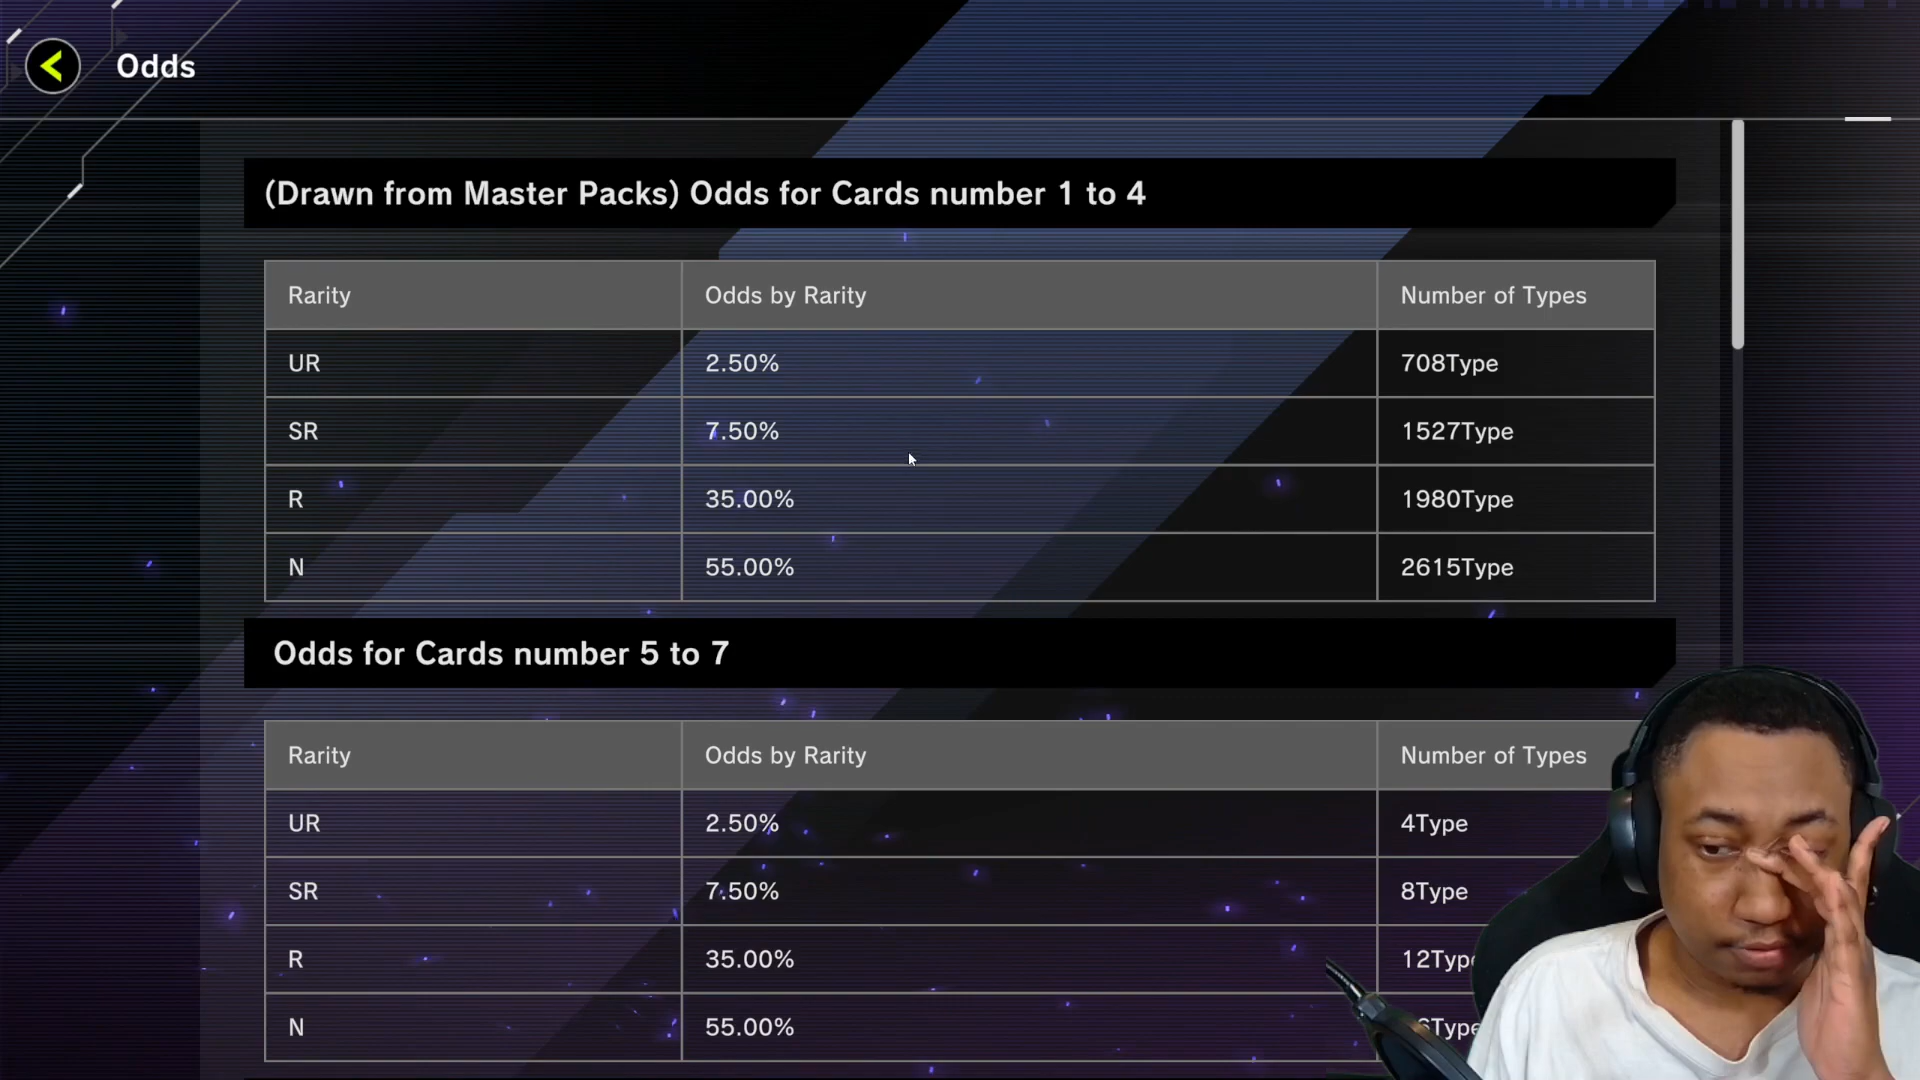 Odds
(Drawn from Master Packs) Odds for Cards number 1 to 4
Rarity Odds by Rarity Number of Types
UR 2.50% 708Type
SR 7.50% 1527Type
R 35.00% 1980Type
N 55.00% 2615Type
Odds for Cards number 5 to 7
Rarity Odds by Rarity Number of Types
UR 2.50% 4Type
SR 7.50% 8Type
R 35.00%
N 55.00%